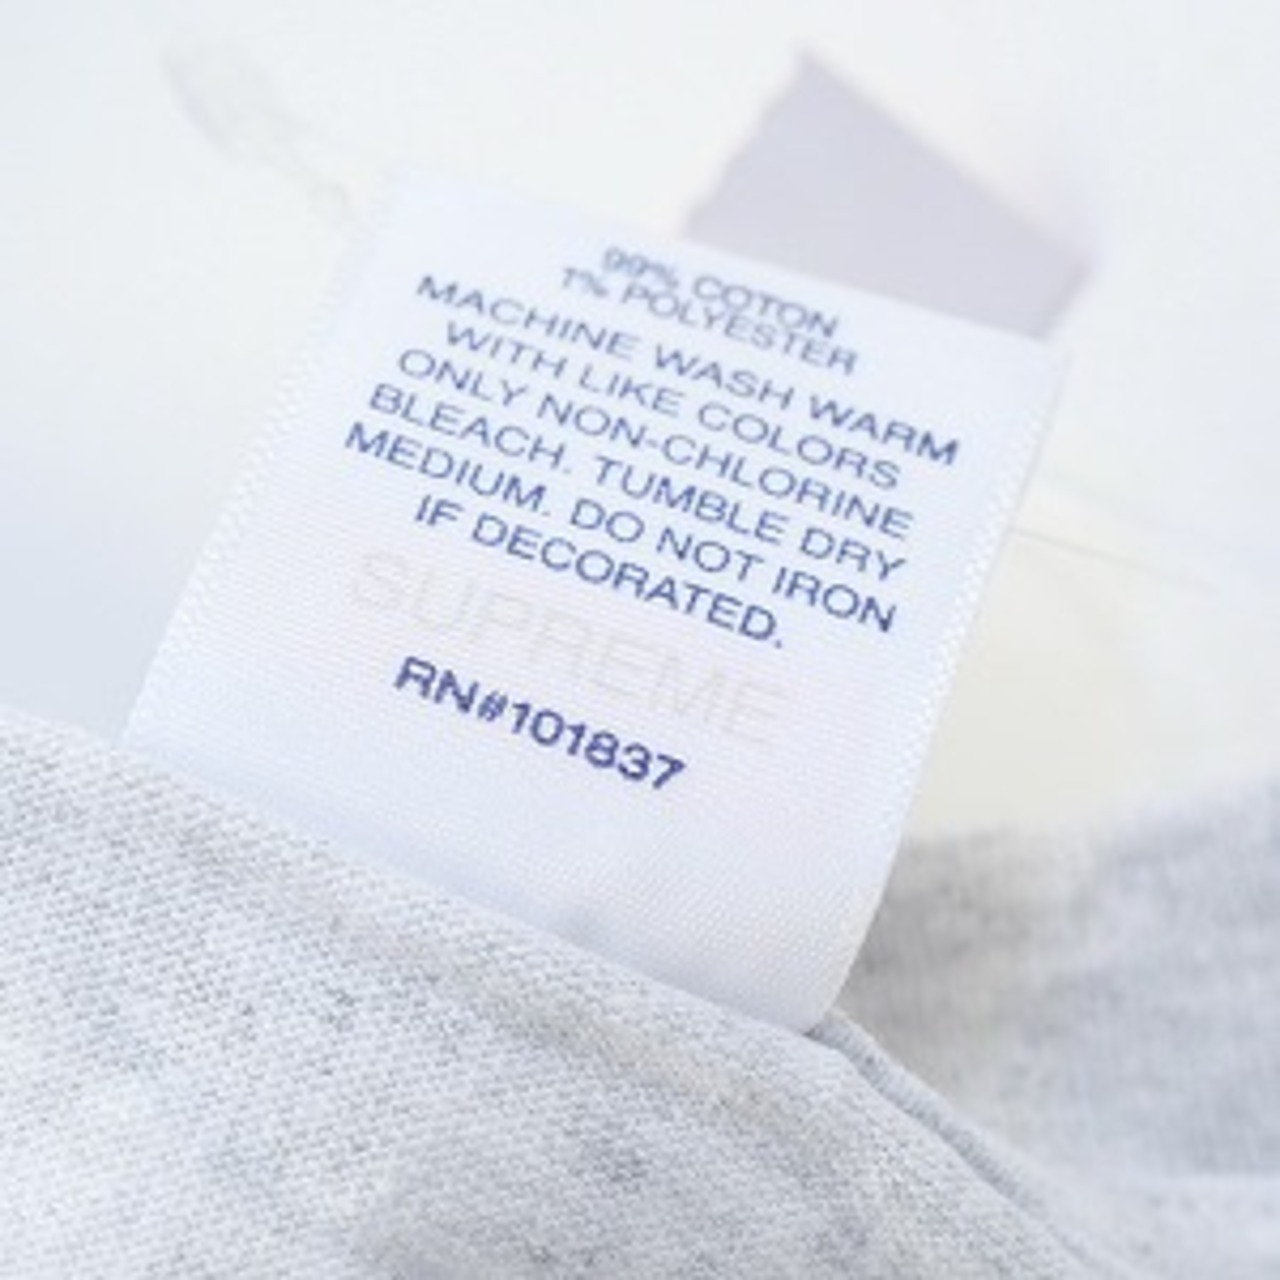 99% COTON
1% POLYESTER
MACHINE WASH WARM
WITH LIKE COLORS
ONLY NON-CHLORINE
BLEACH. TUMBLE DRY
MEDIUM. DO NOT IRON
IF DECORATED.
SUPREME
RN#101837